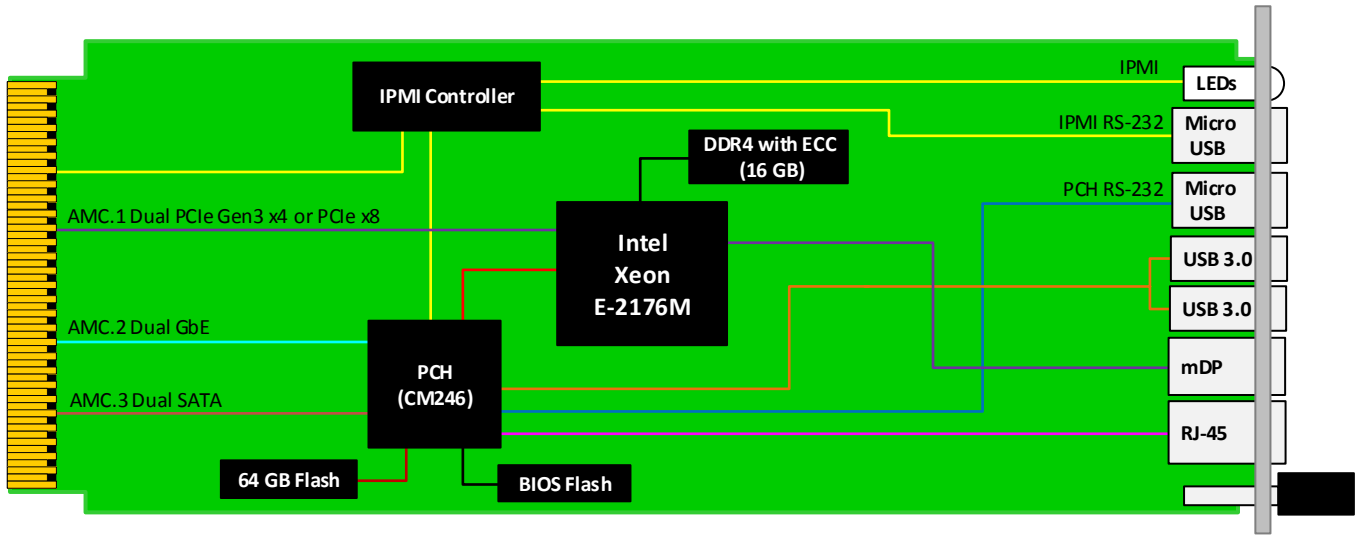 IPMI
LEDs
IPMI Controller
IPMI RS-232
Micro
USB
DDR4 with ECC
(16 GB)
PCH RS-232
Micro
USB
AMC.1 Dual PCIe Gen3 x4 or PCIe x8
Intel
Xeon
E-2176M
USB 3.0
USB 3.0
AMC.2 Dual GbE
PCH
(CM246)
mDP
AMC.3 Dual SATA
RJ-45
64 GB Flash
BIOS Flash